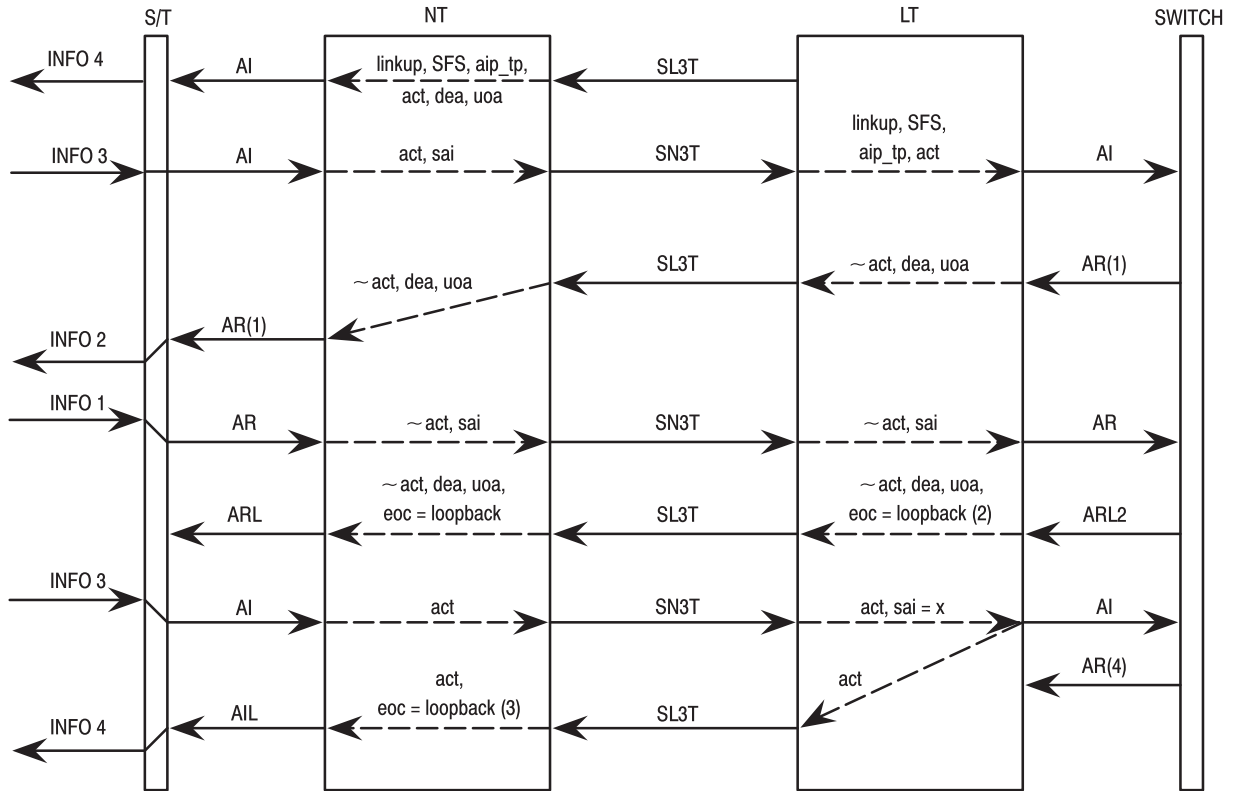 S/T
NT
LT
SWITCH
INFO 4
AI
linkup, SFS, aip_tp,
act, dea, uoa
SL3T
linkup, SFS,
aip_tp, act
INFO 3
AI
act, sai
SN3T
AI
~act, dea, uoa
SL3T
~act, dea, uoa
AR(1)
AR(1)
INFO 2
INFO 1
AR
~act, sai
SN3T
~act, sai
AR
~act, dea, uoa,
eoc = loopback
~act, dea, uoa,
eoc = loopback (2)
ARL
SL3T
ARL2
INFO 3
AI
act
SN3T
act, sai = x
AI
AR(4)
act
act,
eoc = loopback (3)
AIL
SL3T
INFO 4